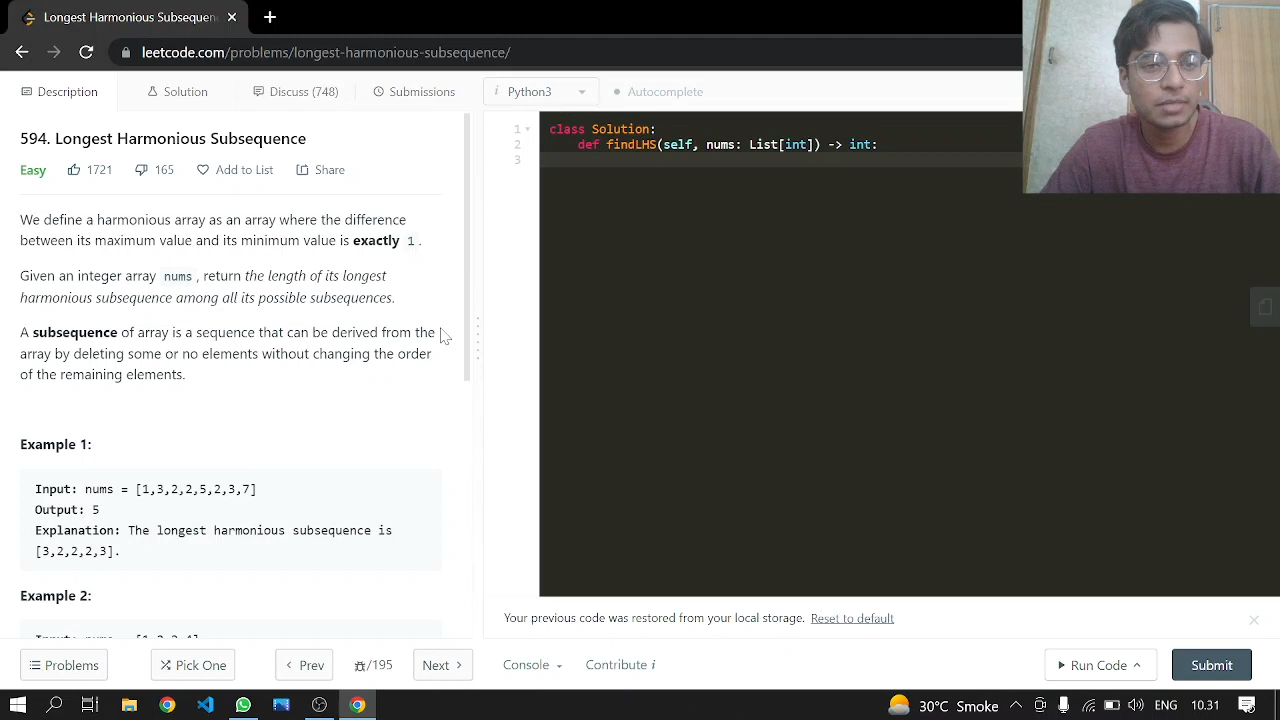 Longest Harmonious Subsequen
leetcode.com/problems/longest-harmonious-subsequence/
Description
Solution
Discuss (748)
Submissions
i Python3
Autocomplete
594. Longest Harmonious Subsequence
Easy
1721
165
Add to List
Share
We define a harmonious array as an array where the difference
between its maximum value and its minimum value is exactly 1.
Given an integer array nums, return the length of its longest
harmonious subsequence among all its possible subsequences.
A subsequence of array is a sequence that can be derived from the
array by deleting some or no elements without changing the order
of the remaining elements.
Example 1:
Input: nums = [1,3,2,2,5,2,3,7]
Output: 5
Explanation: The longest harmonious subsequence is
[3,2,2,2,3].
Example 2:
1 class Solution:
2 def findLHS(self, nums: List[int]) -> int:
3
Your previous code was restored from your local storage. Reset to default
Problems
Pick One
Prev
/195
Next
Console
Contribute i
Run Code
Submit
30°C Smoke
ENG
10.31